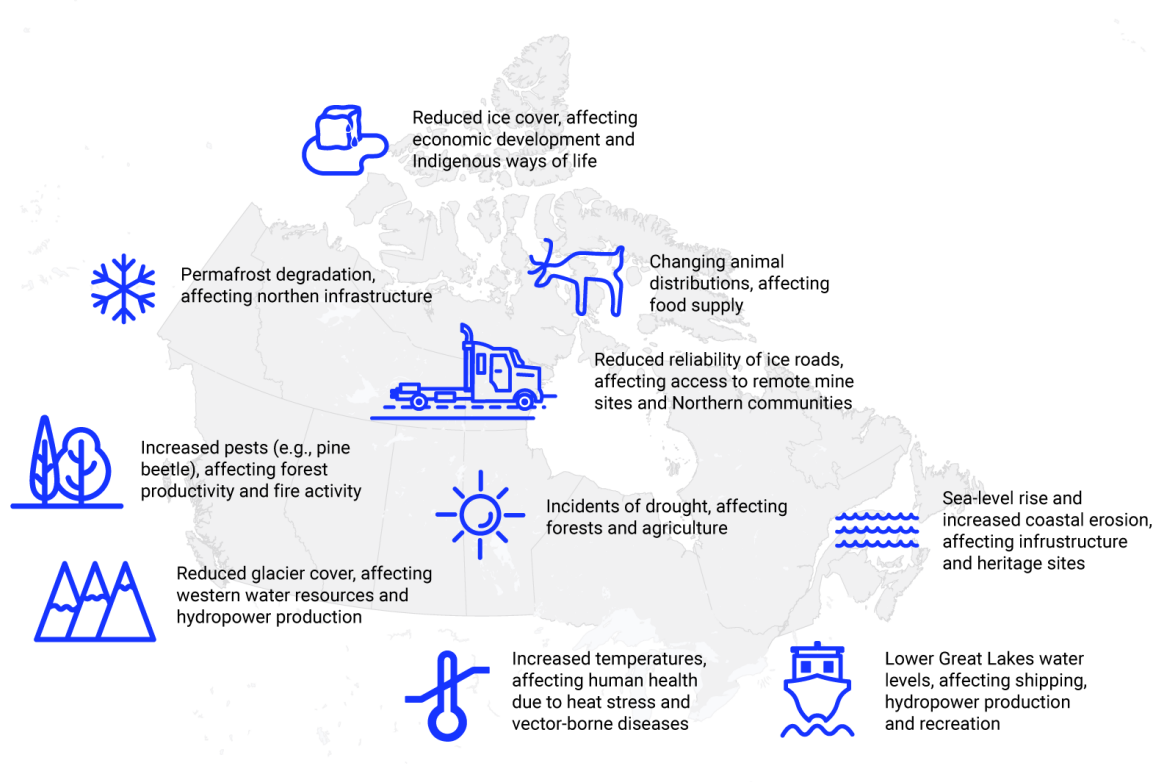 Reduced ice cover, affecting
economic development and
Indigenous ways of life
Permafrost degradation,
affecting northen infrastructure
Changing animal
distributions, affecting
food supply
Reduced reliability of ice roads,
affecting access to remote mine
sites and Northern communities
Increased pests (e.g., pine
beetle), affecting forest
productivity and fire activity
Incidents of drought, affecting
forests and agriculture
Sea-level rise and
increased coastal erosion,
affecting infrustructure
and heritage sites
Reduced glacier cover, affecting
western water resources and
hydropower production
Increased temperatures,
affecting human health
due to heat stress and
vector-borne diseases
Lower Great Lakes water
levels, affecting shipping,
hydropower production
and recreation